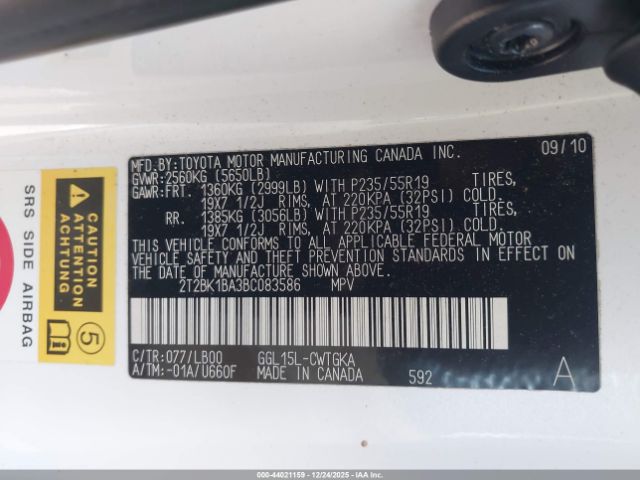 MFD.BY:TOYOTA MOTOR MANUFACTURING CANADA INC. 09/10
GVWR:2560KG (5650LB)
GAWR:FRT. 1360KG (2999LB) WITH P235/55R19 TIRES,
19X7 1/2J RIMS, AT 220KPA (32PSI) COLD.
RR. 1385KG (3056LB) WITH P235/55R19 TIRES,
19X7 1/2J RIMS, AT 220KPA (32PSI) COLD.
THIS VEHICLE CONFORMS TO ALL APPLICABLE FEDERAL MOTOR
VEHICLE SAFETY AND THEFT PREVENTION STANDARDS IN EFFECT ON
THE DATE OF MANUFACTURE SHOWN ABOVE.
2T2BK1BA3BC083586 MPV
C/TR:077/LB00 GGL15L-CWTGKA
A/TM:-01A/U660F MADE IN CANADA 592 A
SRS SIDE AIRBAG
CAUTION
ATTENTION
ACHTUNG
5
000-44021159 - 12/24/2025 - IAA Inc.